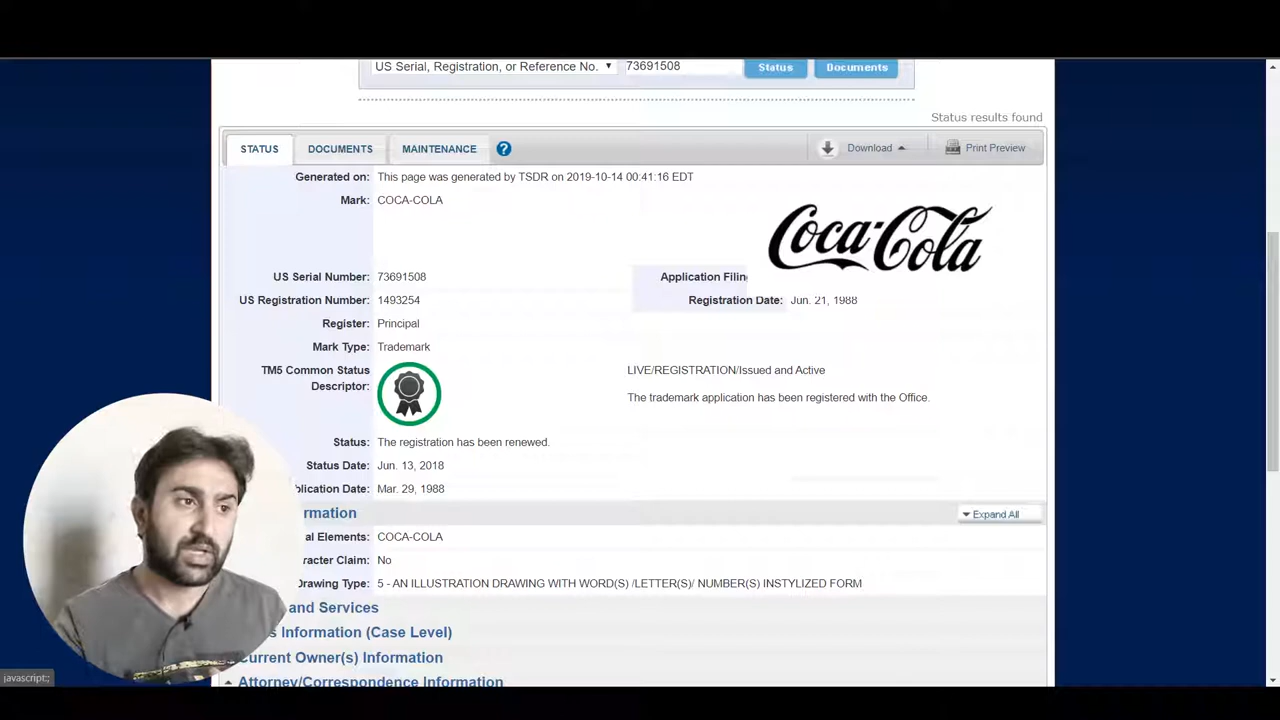 US Serial, Registration, or Reference No. 73691508 Status Documents
Status results found
STATUS DOCUMENTS MAINTENANCE ? Download Print Preview
Generated on: This page was generated by TSDR on 2019-10-14 00:41:16 EDT
Mark: COCA-COLA
Coca-Cola
US Serial Number: 73691508 Application Filin
US Registration Number: 1493254 Registration Date: Jun. 21, 1988
Register: Principal
Mark Type: Trademark
TM5 Common Status Descriptor: LIVE/REGISTRATION/Issued and Active
The trademark application has been registered with the Office.
Status: The registration has been renewed.
Status Date: Jun. 13, 2018
blication Date: Mar. 29, 1988
rmation Expand All
al Elements: COCA-COLA
racter Claim: No
Drawing Type: 5 - AN ILLUSTRATION DRAWING WITH WORD(S) /LETTER(S)/ NUMBER(S) INSTYLIZED FORM
and Services
s Information (Case Level)
Current Owner(s) Information
Attorney/Correspondence Information
javascript:;